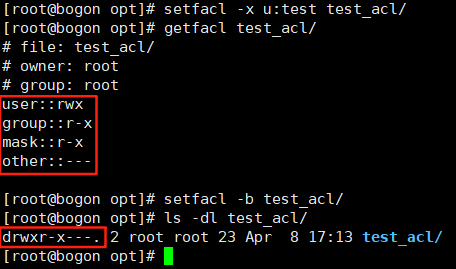 [root@bogon opt]# setfacl -x u:test test_acl/
[root@bogon opt]# getfacl test_acl/
# file: test_acl/
# owner: root
# group: root
user::rwx
group::r-x
mask::r-x
other::---
[root@bogon opt]# setfacl -b test_acl/
[root@bogon opt]# ls -dl test_acl/
drwxr-x---. 2 root root 23 Apr  8 17:13 test_acl/
[root@bogon opt]#